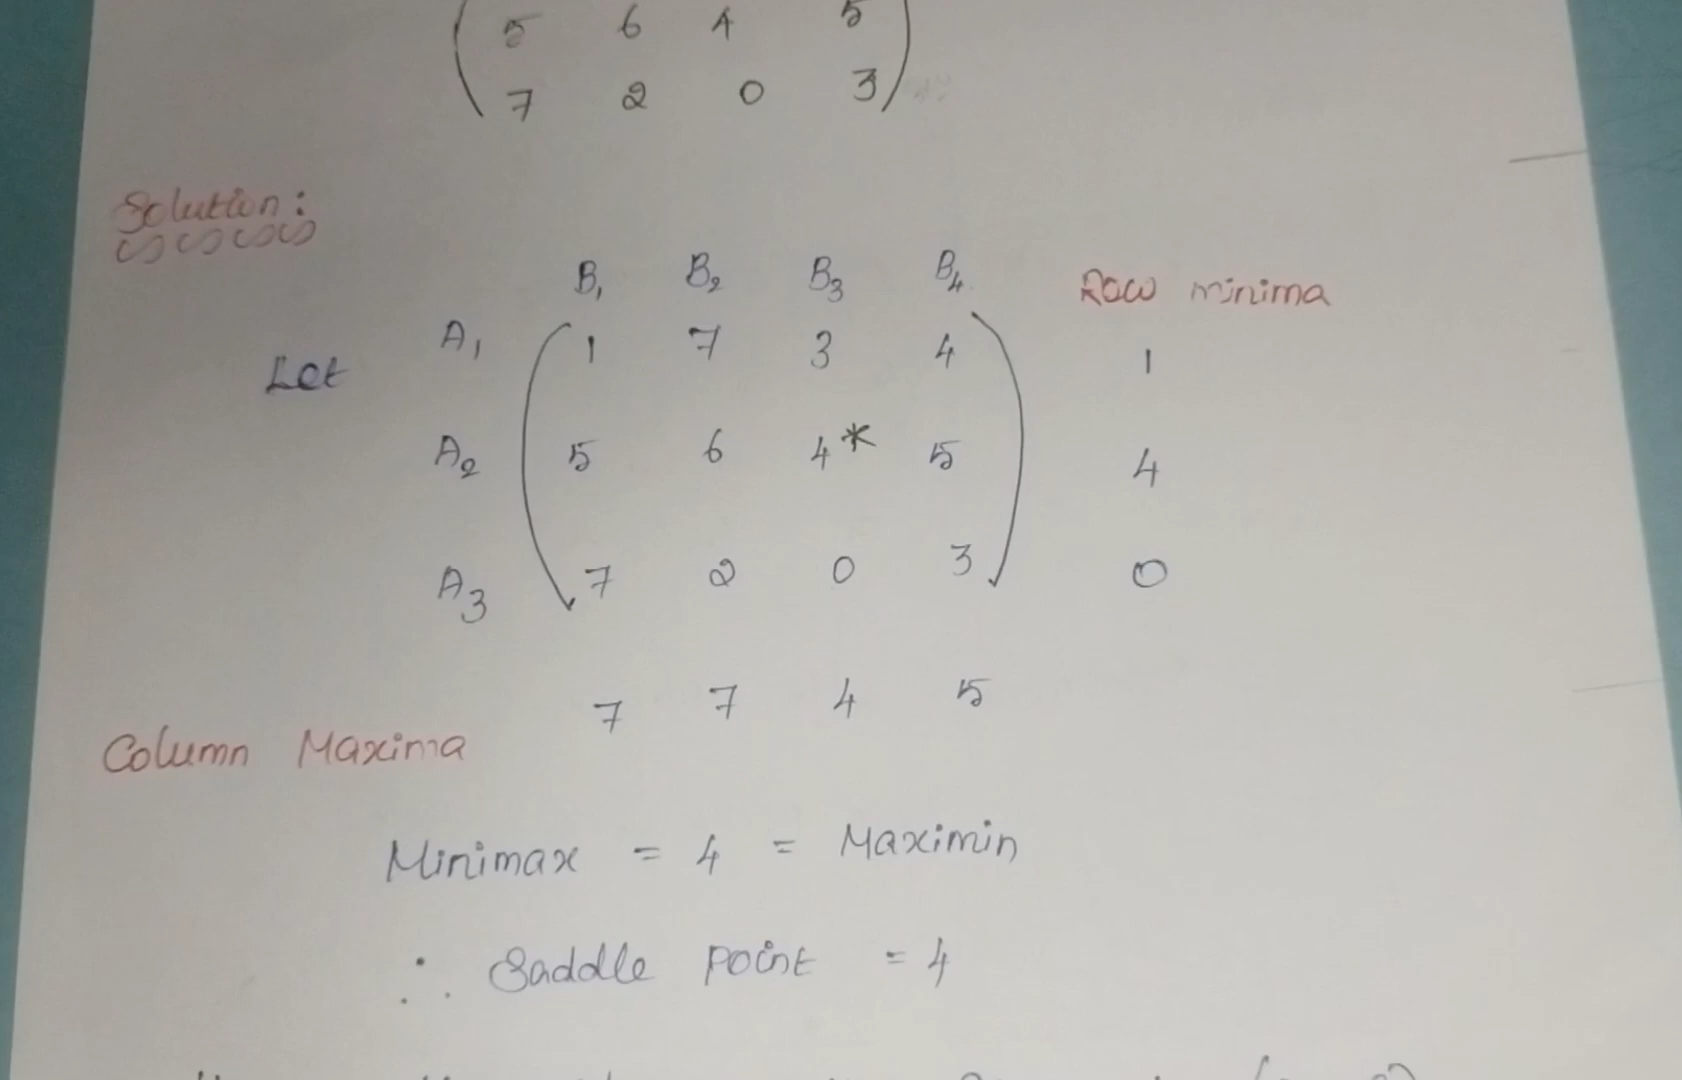 5 6 4 5
7 2 0 3
Solution:
B1 B2 B3 B4 Row minima
Let A1 1 7 3 4 1
A2 5 6 4* 5 4
A3 7 2 0 3 0
Column Maxima 7 7 4 5
Minimax = 4 = Maximin
∴ Saddle point = 4